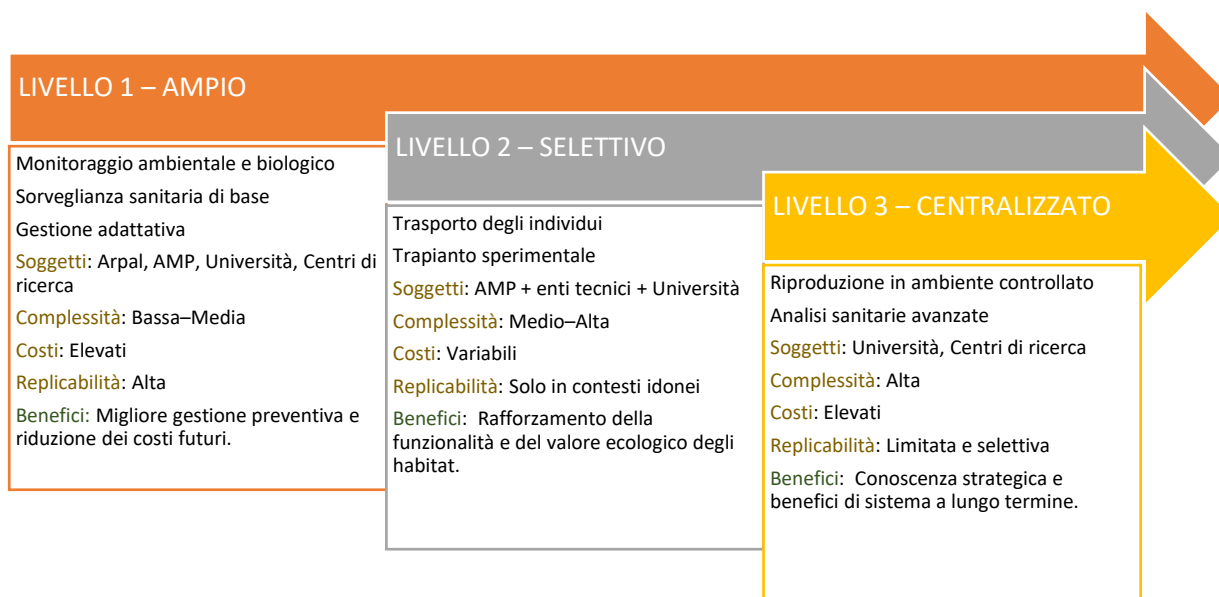 LIVELLO 1 – AMPIO
Monitoraggio ambientale e biologico
Sorveglianza sanitaria di base
Gestione adattativa
Soggetti: Arpal, AMP, Università, Centri di
ricerca
Complessità: Bassa–Media
Costi: Elevati
Replicabilità: Alta
Benefici: Migliore gestione preventiva e
riduzione dei costi futuri.
LIVELLO 2 – SELETTIVO
Trasporto degli individui
Trapianto sperimentale
Soggetti: AMP + enti tecnici + Università
Complessità: Medio–Alta
Costi: Variabili
Replicabilità: Solo in contesti idonei
Benefici:  Rafforzamento della
funzionalità e del valore ecologico degli
habitat.
LIVELLO 3 – CENTRALIZZATO
Riproduzione in ambiente controllato
Analisi sanitarie avanzate
Soggetti: Università, Centri di ricerca
Complessità: Alta
Costi: Elevati
Replicabilità: Limitata e selettiva
Benefici:  Conoscenza strategica e
benefici di sistema a lungo termine.